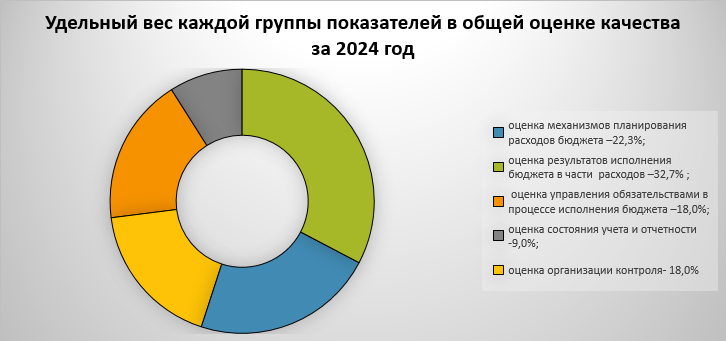 Удельный вес каждой группы показателей в общей оценке качества
за 2024 год
оценка механизмов планирования
расходов бюджета –22,3%;
оценка результатов исполнения
бюджета в части расходов –32,7% ;
оценка управления обязательствами в
процессе исполнения бюджета –18,0%;
оценка состояния учета и отчетности
-9,0%;
оценка организации контроля- 18,0%